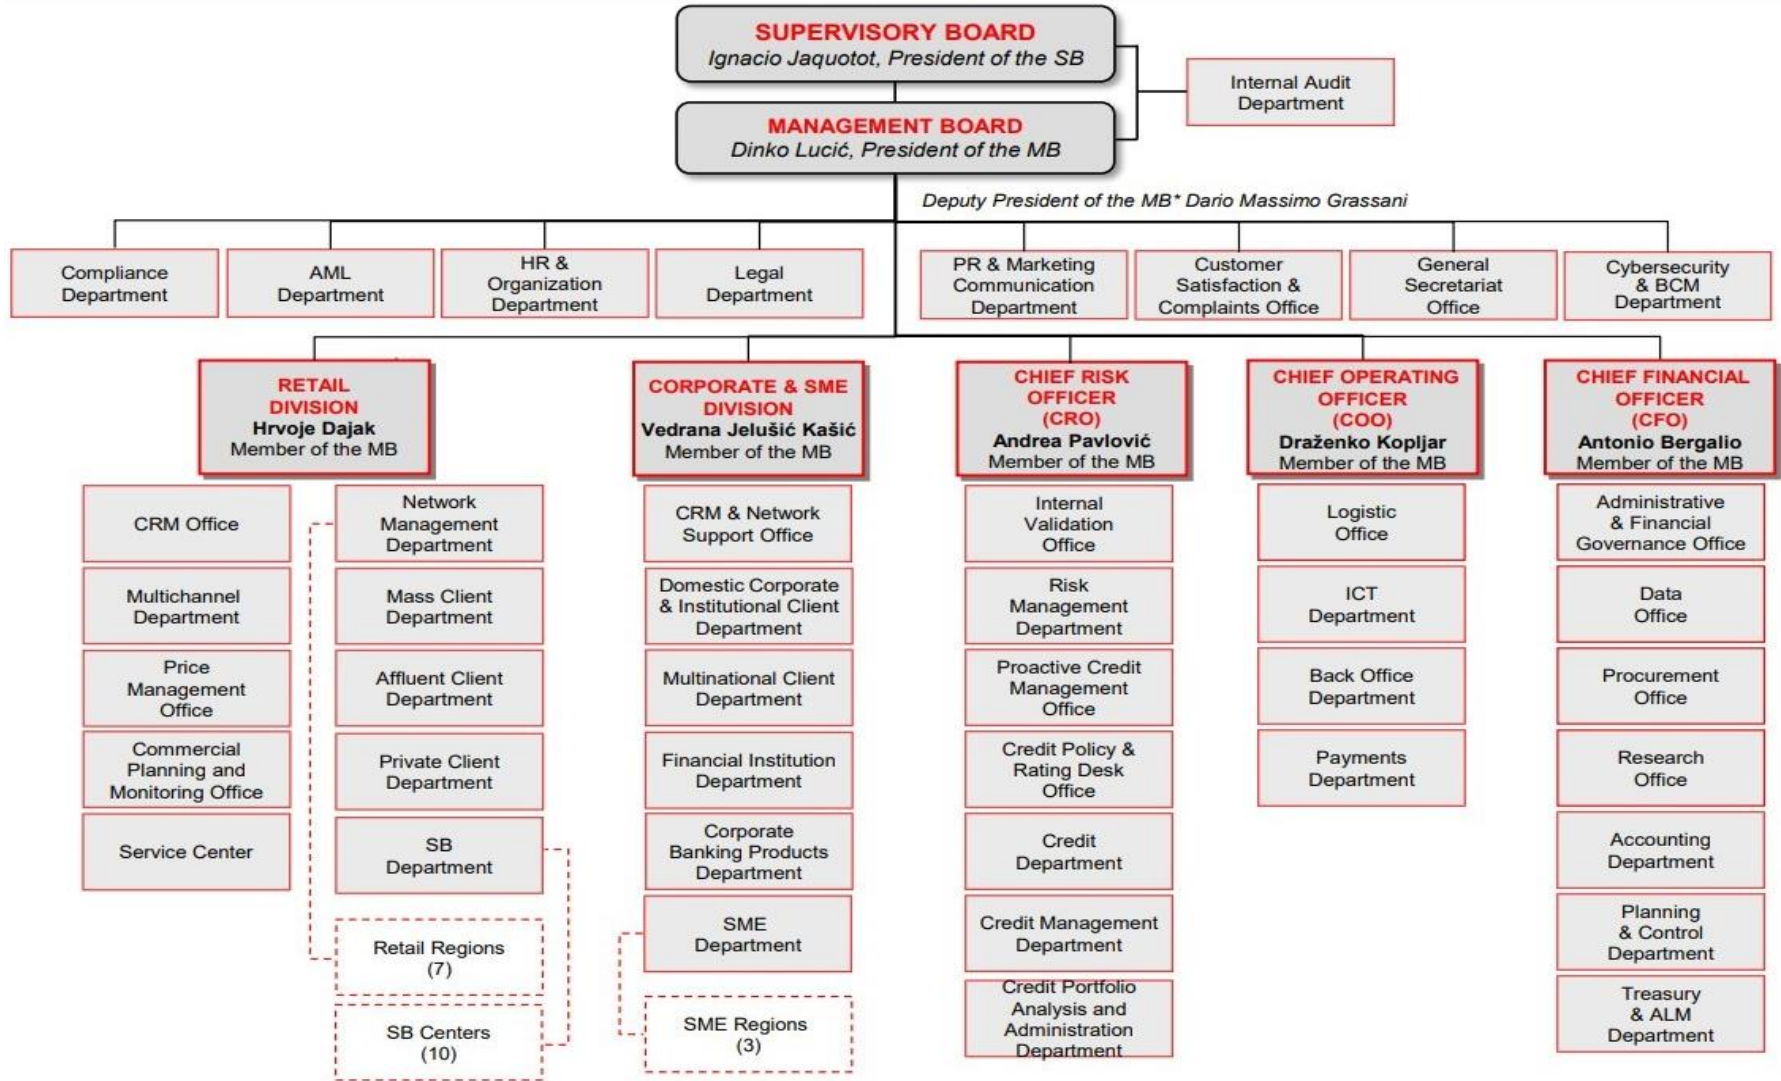 SUPERVISORY BOARD
Ignacio Jaquotot, President of the SB
Internal Audit
Department
MANAGEMENT BOARD
Dinko Lucić, President of the MB
Deputy President of the MB* Dario Massimo Grassani
Compliance
Department
AML
Department
HR &
Organization
Department
Legal
Department
PR & Marketing
Communication
Department
Customer
Satisfaction &
Complaints Office
General
Secretariat
Office
Cybersecurity
& BCM
Department
RETAIL
DIVISION
Hrvoje Dajak
Member of the MB
CORPORATE & SME
DIVISION
Vedrana Jelušić Kašić
Member of the MB
CHIEF RISK
OFFICER
(CRO)
Andrea Pavlović
Member of the MB
CHIEF OPERATING
OFFICER
(COO)
Draženko Kopljar
Member of the MB
CHIEF FINANCIAL
OFFICER
(CFO)
Antonio Bergalio
Member of the MB
CRM Office
Multichannel
Department
Price
Management
Office
Commercial
Planning and
Monitoring Office
Service Center
Network
Management
Department
Mass Client
Department
Affluent Client
Department
Private Client
Department
SB
Department
Retail Regions
(7)
SB Centers
(10)
CRM & Network
Support Office
Domestic Corporate
& Institutional Client
Department
Multinational Client
Department
Financial Institution
Department
Corporate
Banking Products
Department
SME
Department
SME Regions
(3)
Internal
Validation
Office
Risk
Management
Department
Proactive Credit
Management
Office
Credit Policy &
Rating Desk
Office
Credit
Department
Credit Management
Department
Credit Portfolio
Analysis and
Administration
Department
Logistic
Office
ICT
Department
Back Office
Department
Payments
Department
Administrative
& Financial
Governance Office
Data
Office
Procurement
Office
Research
Office
Accounting
Department
Planning
& Control
Department
Treasury
& ALM
Department